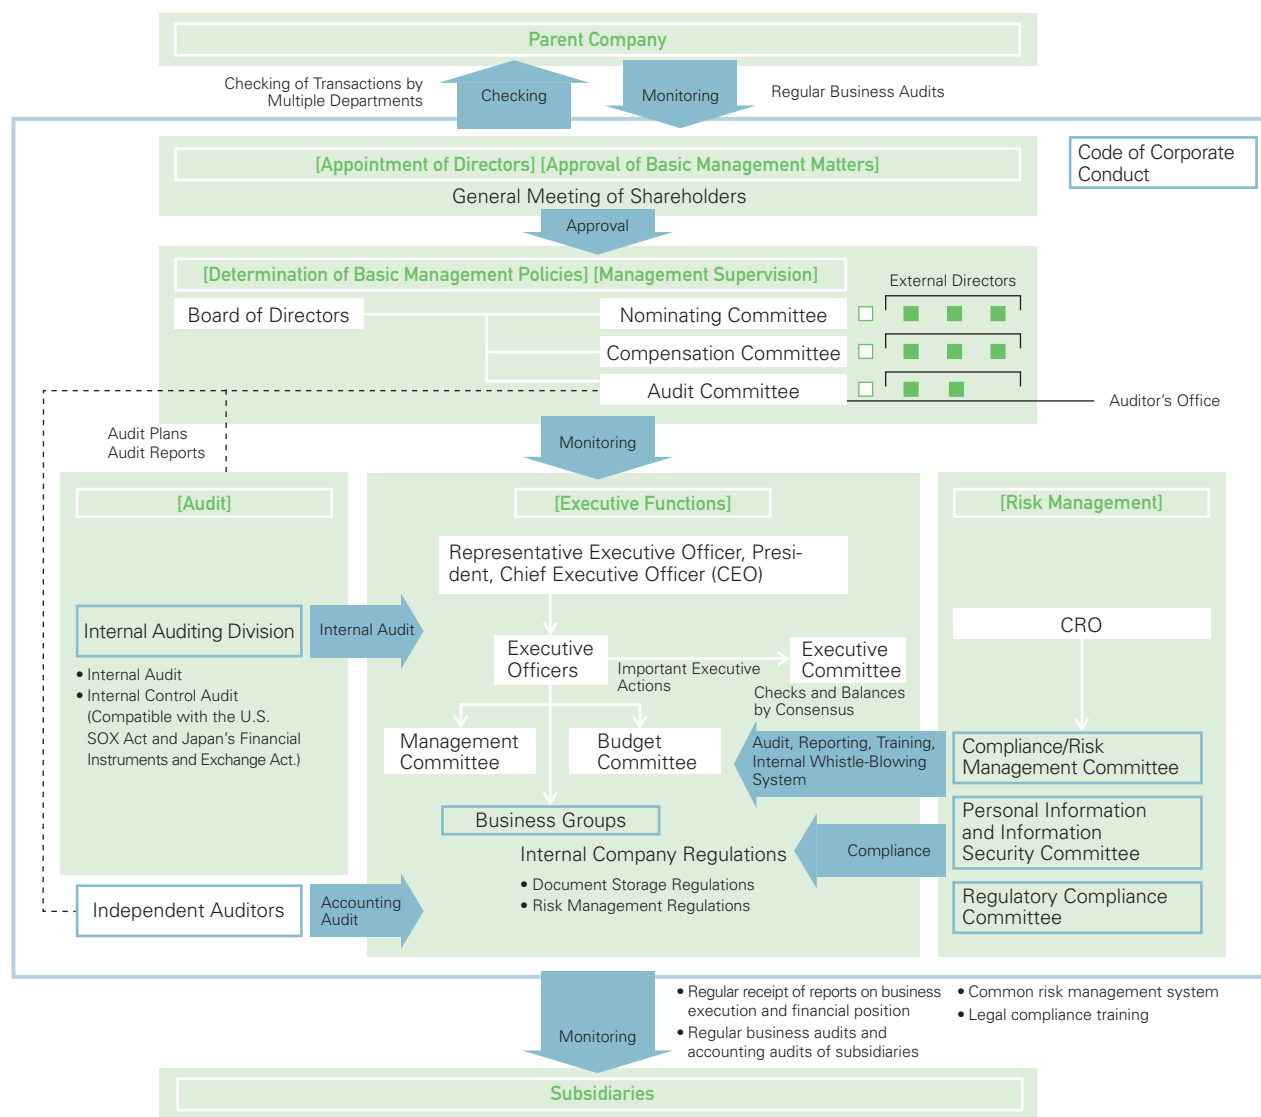 Parent Company
Checking of Transactions by
Multiple Departments
Checking
Monitoring
Regular Business Audits
[Appointment of Directors] [Approval of Basic Management Matters]
General Meeting of Shareholders
Code of Corporate
Conduct
Approval
[Determination of Basic Management Policies] [Management Supervision]
External Directors
Board of Directors
Nominating Committee
Compensation Committee
Audit Committee
Auditor's Office
Audit Plans
Audit Reports
Monitoring
[Audit]
[Executive Functions]
[Risk Management]
Representative Executive Officer, Presi-
dent, Chief Executive Officer (CEO)
Internal Auditing Division
Internal Audit
• Internal Audit
• Internal Control Audit
(Compatible with the U.S.
SOX Act and Japan's Financial
Instruments and Exchange Act.)
Executive
Officers
Important Executive
Actions
Executive
Committee
Checks and Balances
by Consensus
CRO
Management
Committee
Budget
Committee
Audit, Reporting, Training,
Internal Whistle-Blowing
System
Compliance/Risk
Management Committee
Business Groups
Personal Information
and Information
Security Committee
Compliance
Internal Company Regulations
• Document Storage Regulations
• Risk Management Regulations
Regulatory Compliance
Committee
Independent Auditors
Accounting
Audit
Monitoring
• Regular receipt of reports on business
execution and financial position
• Regular business audits and
accounting audits of subsidiaries
• Common risk management system
• Legal compliance training
Subsidiaries